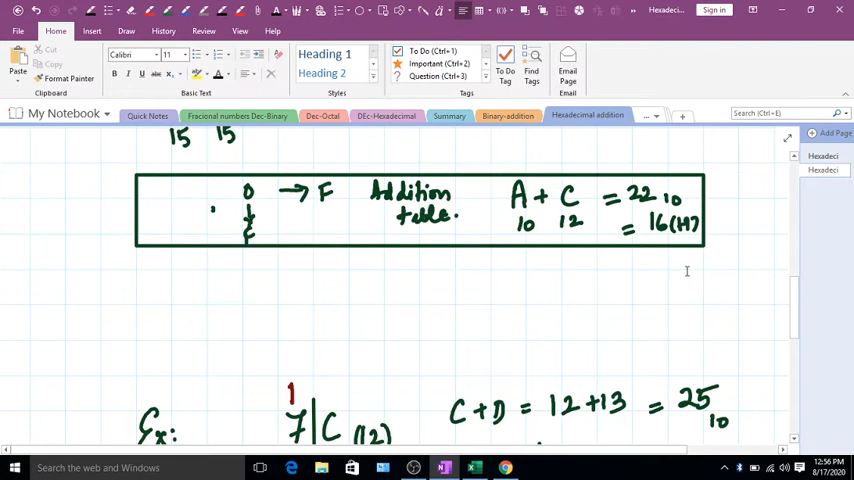 Hexadeci...
Sign in
File Home Insert Draw History Review View Help
Paste
Cut
Copy
Format Painter
Clipboard
Calibri 11
B I U abc
Basic Text
Heading 1
Heading 2
Styles
To Do (Ctrl+1)
Important (Ctrl+2)
Question (Ctrl+3)
Tags
To Do Tag
Find Tags
Email Page
Email
My Notebook
Quick Notes
Fracional numbers Dec-Binary
Dec-Octal
DEc-Hexadecimal
Summary
Binary-addition
Hexadecimal addition
...
Search (Ctrl+E)
Add Page
Hexadeci
Hexadeci
15 15
0 → F Addition A + C = 22 10
↓ table. 10 12 = 16(H)
F
1
Ex: 7 | C (12)
C + D = 12 + 13 = 25 10
Search the web and Windows
12:56 PM
8/17/2020